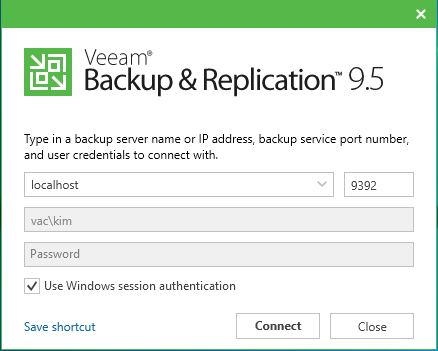 Veeam®
Backup & Replication™ 9.5
Type in a backup server name or IP address, backup service port number,
and user credentials to connect with.
localhost 9392
vac\kim
Password
Use Windows session authentication
Save shortcut Connect Close